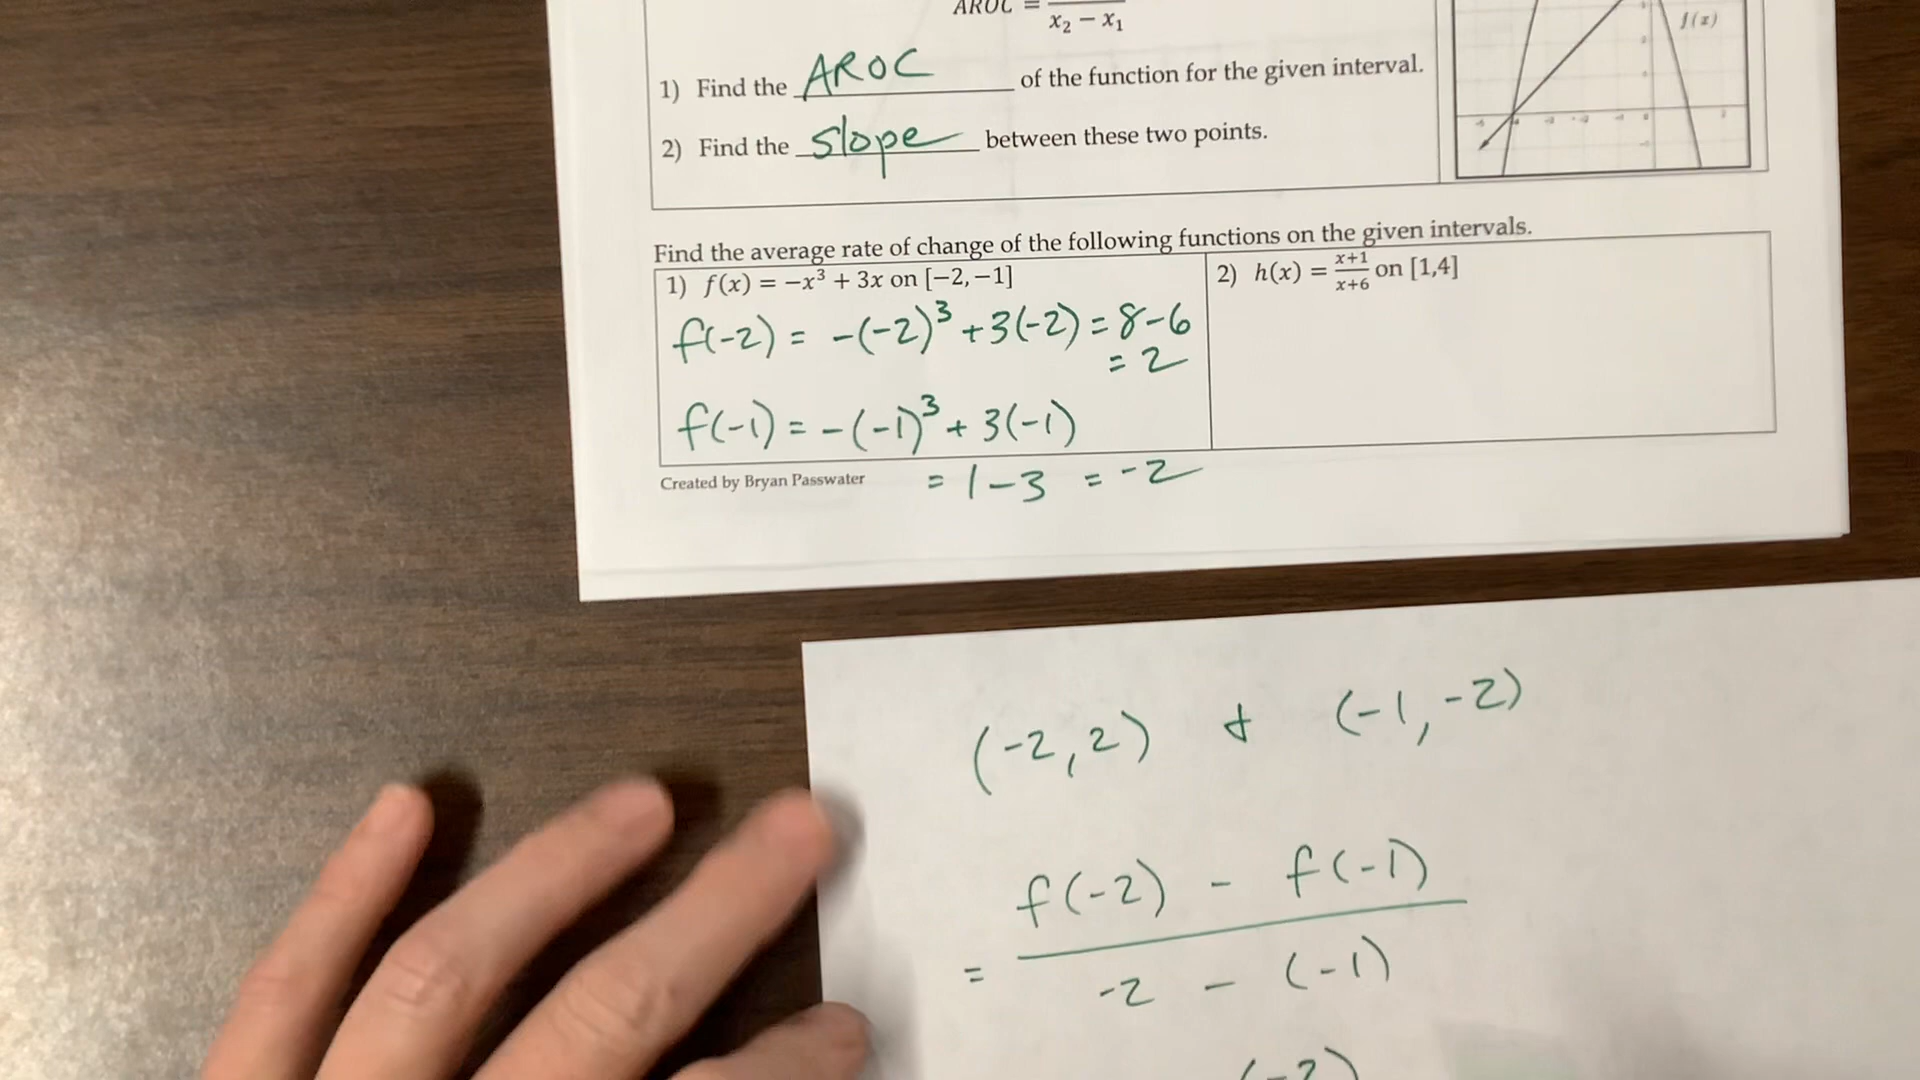 AROC = x₂ − x₁
f(x)
1) Find the AROC of the function for the given interval.
2) Find the slope between these two points.
Find the average rate of change of the following functions on the given intervals.
1) f(x) = −x³ + 3x on [−2, −1]
f(-2) = -(-2)³ + 3(-2) = 8-6
= 2
f(-1) = -(-1)³ + 3(-1)
= 1-3 = -2
2) h(x) = x+1/x+6 on [1,4]
Created by Bryan Passwater
(-2, 2) & (-1, -2)
= f(-2) - f(-1)
-2 - (-1)
(-2)